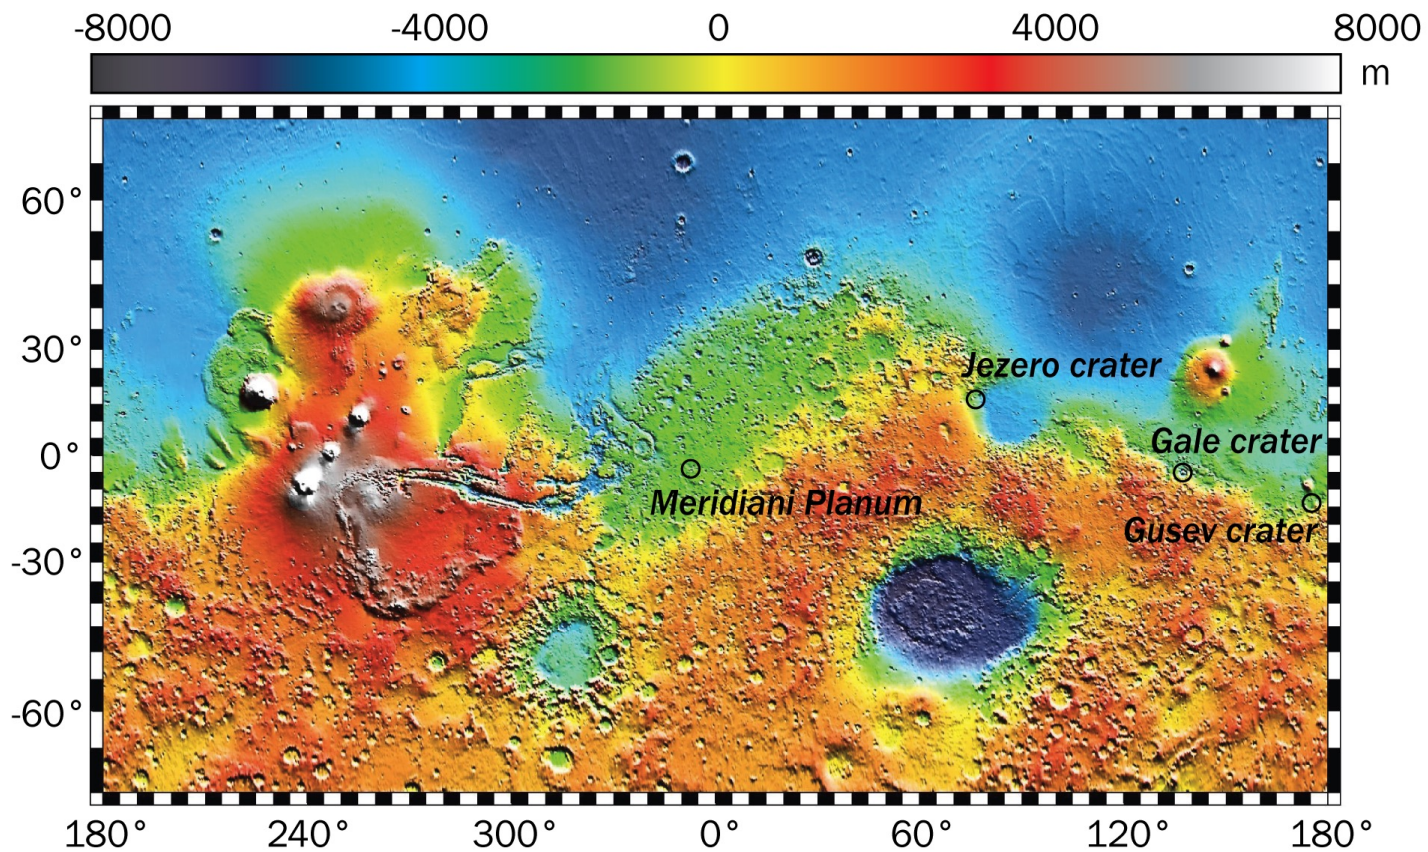 -8000 -4000 0 4000 8000
m
60°
30°
Jezero crater
Gale crater
0°
Meridiani Planum
Gusev crater
-30°
-60°
180° 240° 300° 0° 60° 120° 180°